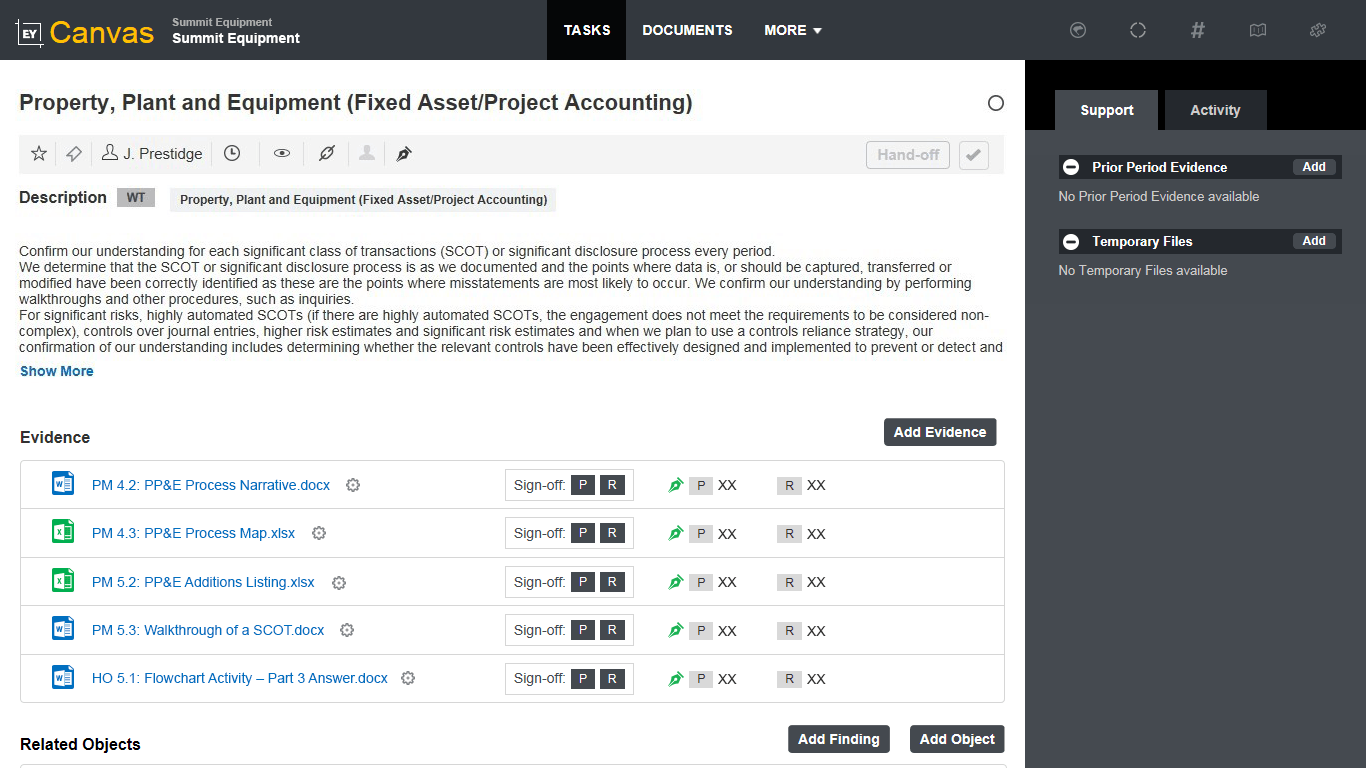 EY Canvas
Summit Equipment
Summit Equipment
TASKS
DOCUMENTS
MORE
#
Property, Plant and Equipment (Fixed Asset/Project Accounting)
J. Prestidge
Hand-off
Description
WT
Property, Plant and Equipment (Fixed Asset/Project Accounting)
Confirm our understanding for each significant class of transactions (SCOT) or significant disclosure process every period.
We determine that the SCOT or significant disclosure process is as we documented and the points where data is, or should be captured, transferred or
modified have been correctly identified as these are the points where misstatements are most likely to occur. We confirm our understanding by performing
walkthroughs and other procedures, such as inquiries.
For significant risks, highly automated SCOTs (if there are highly automated SCOTs, the engagement does not meet the requirements to be considered non-
complex), controls over journal entries, higher risk estimates and significant risk estimates and when we plan to use a controls reliance strategy, our
confirmation of our understanding includes determining whether the relevant controls have been effectively designed and implemented to prevent or detect and
Show More
Evidence
Add Evidence
PM 4.2: PP&E Process Narrative.docx Sign-off: P R P XX R XX
PM 4.3: PP&E Process Map.xlsx Sign-off: P R P XX R XX
PM 5.2: PP&E Additions Listing.xlsx Sign-off: P R P XX R XX
PM 5.3: Walkthrough of a SCOT.docx Sign-off: P R P XX R XX
HO 5.1: Flowchart Activity – Part 3 Answer.docx Sign-off: P R P XX R XX
Related Objects
Add Finding
Add Object
Support
Activity
Prior Period Evidence Add
No Prior Period Evidence available
Temporary Files Add
No Temporary Files available